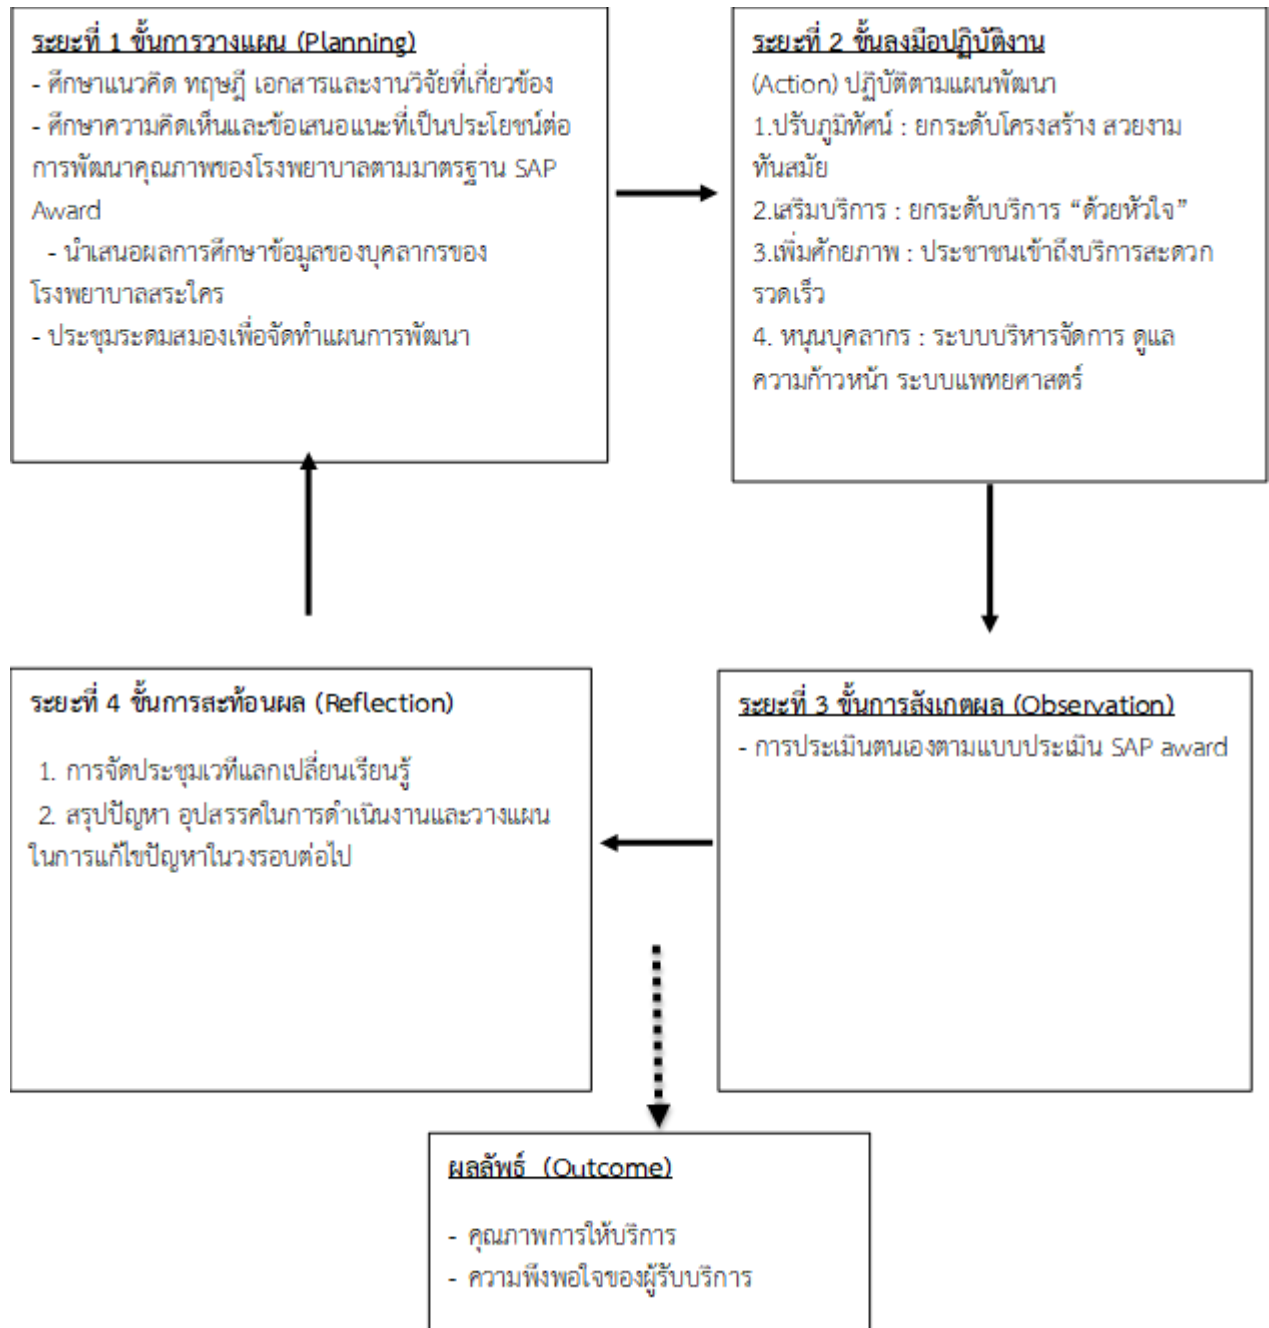 ระยะที่ 1 ขั้นการวางแผน (Planning)
- ศึกษาแนวคิด ทฤษฎี เอกสารและงานวิจัยที่เกี่ยวข้อง
- ศึกษาความคิดเห็นและข้อเสนอแนะที่เป็นประโยชน์ต่อ
การพัฒนาคุณภาพของโรงพยาบาลตามมาตรฐาน SAP
Award
- นำเสนอผลการศึกษาข้อมูลของบุคลากรของ
โรงพยาบาลสระใคร
- ประชุมระดมสมองเพื่อจัดทำแผนการพัฒนา
ระยะที่ 2 ขั้นลงมือปฏิบัติงาน
(Action) ปฏิบัติตามแผนพัฒนา
1.ปรับภูมิทัศน์ : ยกระดับโครงสร้าง สวยงาม
ทันสมัย
2.เสริมบริการ : ยกระดับบริการ “ด้วยหัวใจ”
3.เพิ่มศักยภาพ : ประชาชนเข้าถึงบริการสะดวก
รวดเร็ว
4. หนุนบุคลากร : ระบบบริหารจัดการ ดูแล
ความก้าวหน้า ระบบแพทยศาสตร์
ระยะที่ 3 ขั้นการสังเกตผล (Observation)
- การประเมินตนเองตามแบบประเมิน SAP award
ระยะที่ 4 ขั้นการสะท้อนผล (Reflection)
1. การจัดประชุมเวทีแลกเปลี่ยนเรียนรู้
2. สรุปปัญหา อุปสรรคในการดำเนินงานและวางแผน
ในการแก้ไขปัญหาในวงรอบต่อไป
ผลลัพธ์ (Outcome)
- คุณภาพการให้บริการ
- ความพึงพอใจของผู้รับบริการ